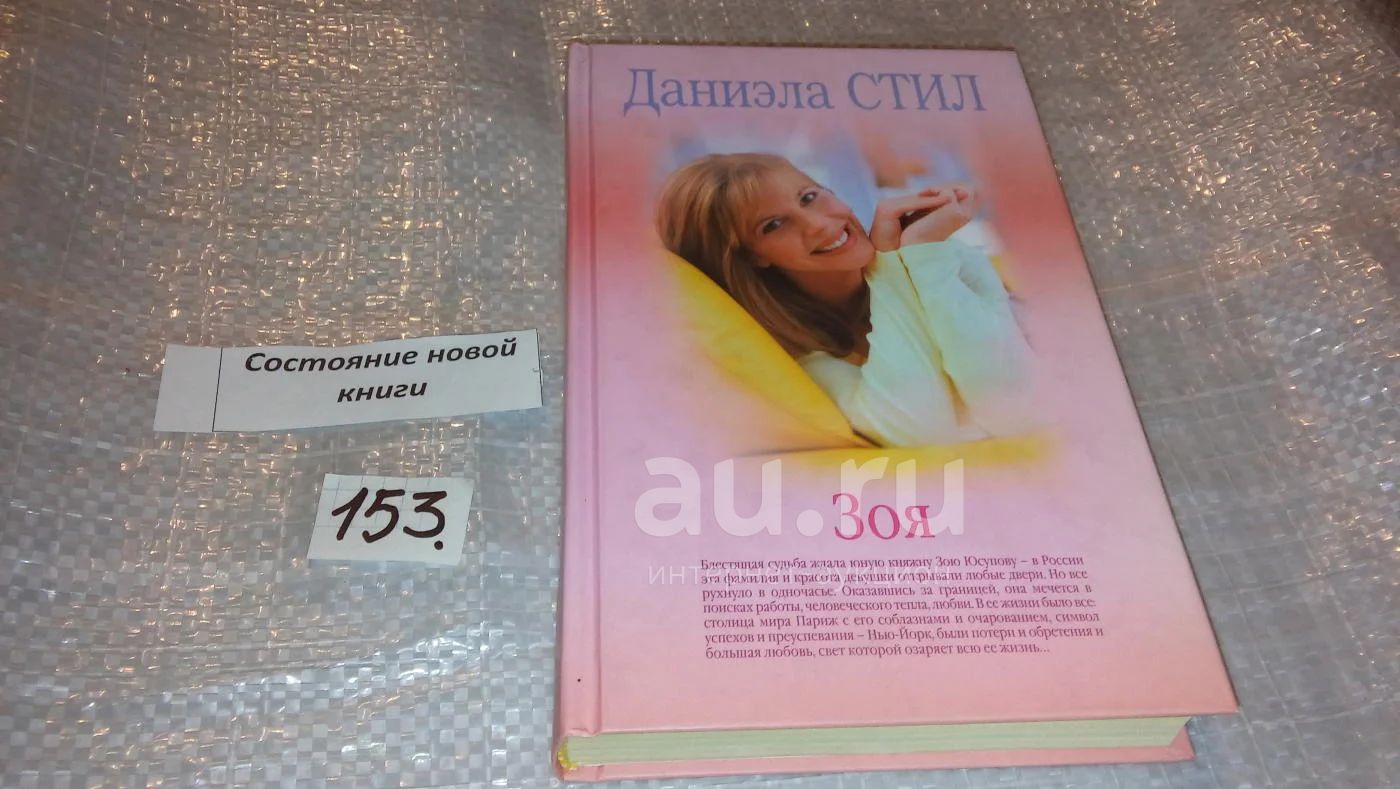 Даниэла СТИЛ
Состояние новой
книги
153.
au.ru
Зоя
Блестящая судьба ждала юную княжну Зою Юсупову – в России
эта фамилия и красота девушки открывали любые двери. Но все
рухнуло в одночасье. Оказавшись за границей, она мечется в
поисках работы, человеческого тепла, любви. В ее жизни было все:
столица мира Париж с его соблазнами и очарованием, символ
успехов и преуспевания – Нью-Йорк, были потери и обретения и
большая любовь, свет которой озаряет всю ее жизнь...